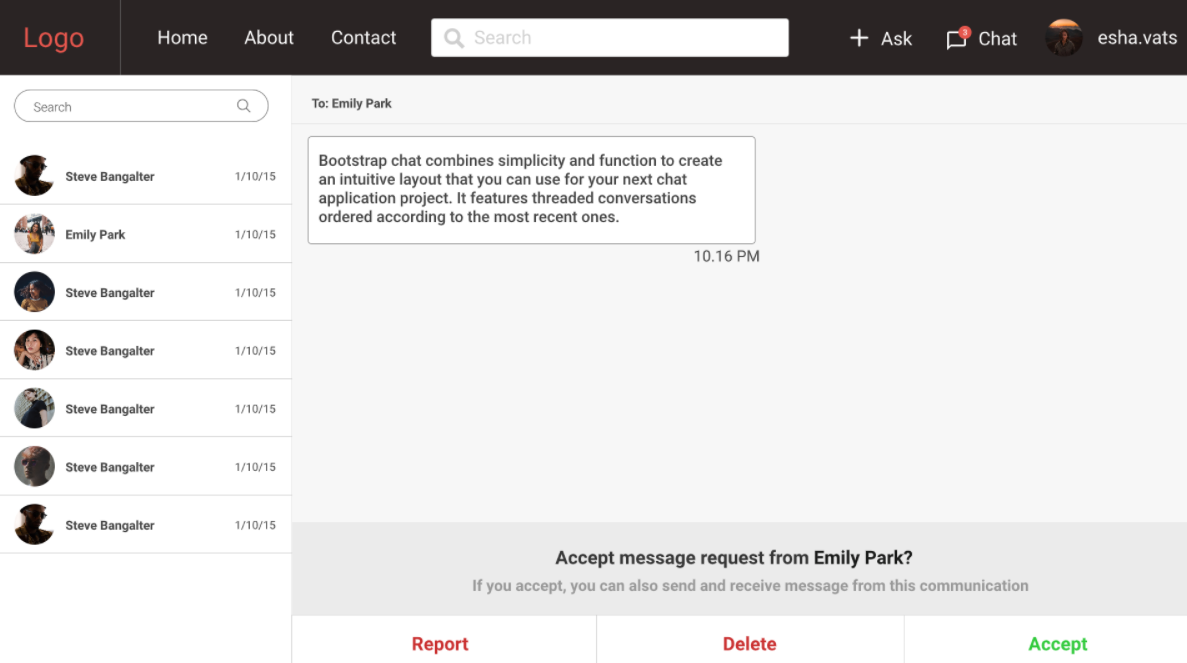 Logo
Home About Contact
Search
Ask
3
Chat
esha.vats
Search
To: Emily Park
Steve Bangalter 1/10/15
Emily Park 1/10/15
Steve Bangalter 1/10/15
Steve Bangalter 1/10/15
Steve Bangalter 1/10/15
Steve Bangalter 1/10/15
Steve Bangalter 1/10/15
Bootstrap chat combines simplicity and function to create
an intuitive layout that you can use for your next chat
application project. It features threaded conversations
ordered according to the most recent ones.
10.16 PM
Accept message request from Emily Park?
If you accept, you can also send and receive message from this communication
Report Delete Accept